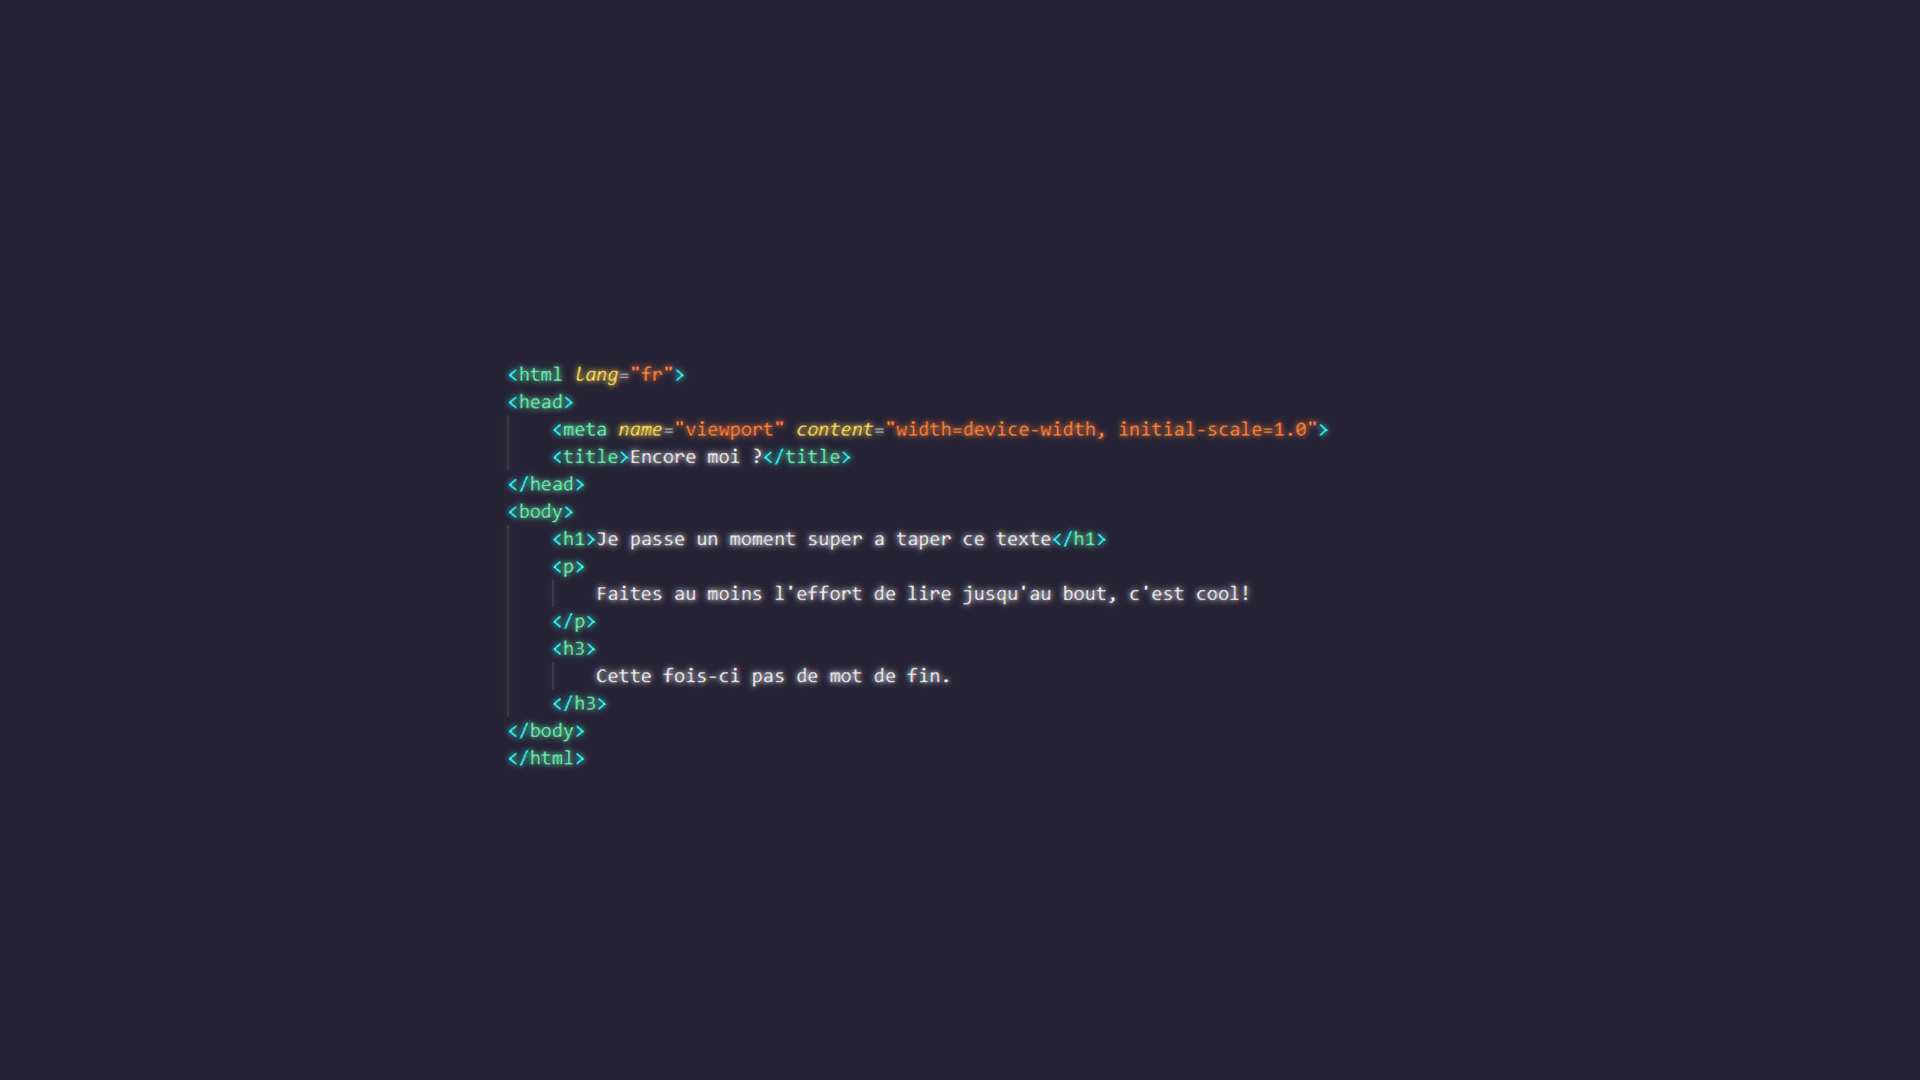 <html lang="fr">
<head>
<meta name="viewport" content="width=device-width, initial-scale=1.0">
<title>Encore moi ?</title>
</head>
<body>
<h1>Je passe un moment super a taper ce texte</h1>
<p>
Faites au moins l'effort de lire jusqu'au bout, c'est cool!
</p>
<h3>
Cette fois-ci pas de mot de fin.
</h3>
</body>
</html>